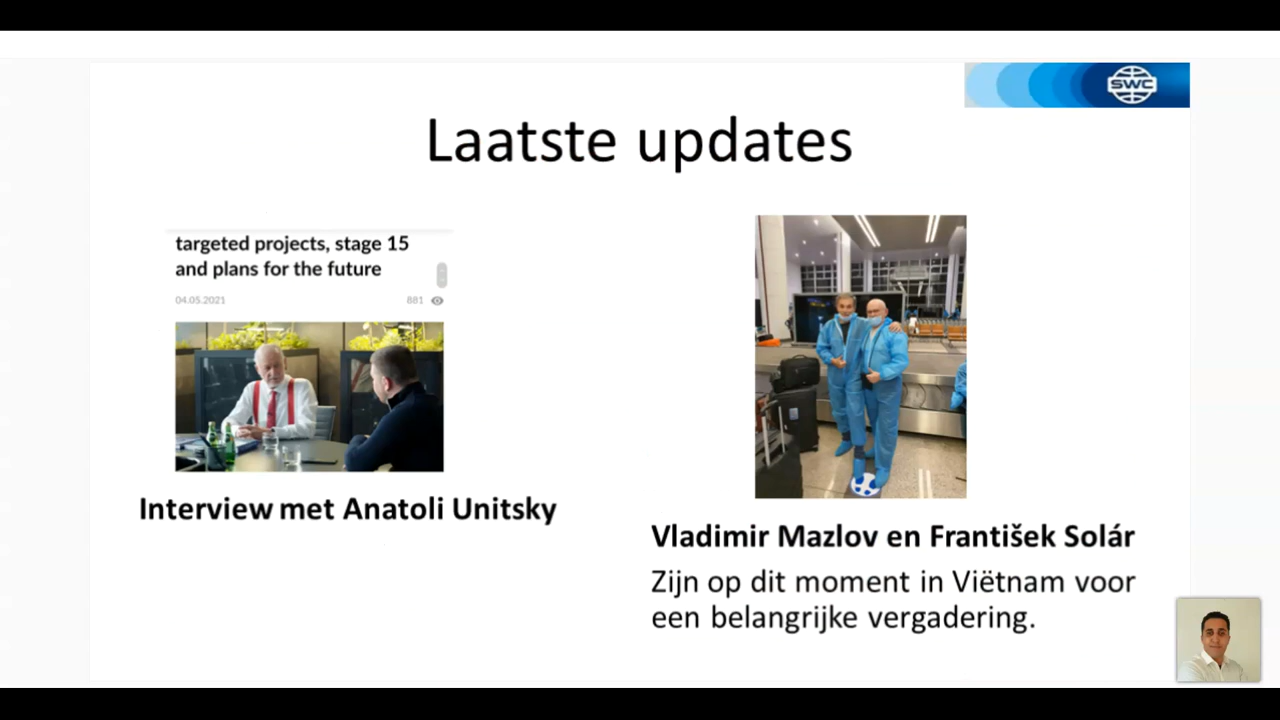 SWC
Laatste updates
targeted projects, stage 15
and plans for the future
04.05.2021 881
Interview met Anatoli Unitsky
Vladimir Mazlov en František Solár
Zijn op dit moment in Viëtnam voor
een belangrijke vergadering.